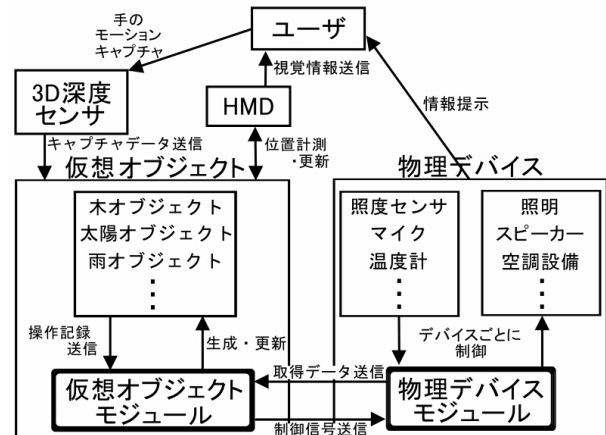 手の
モーション
キャプチャ
ユーザ
視覚情報送信
3D深度
センサ
HMD
情報提示
キャプチャデータ送信
位置計測
・更新
仮想オブジェクト
物理デバイス
木オブジェクト
太陽オブジェクト
雨オブジェクト
⋮
照度センサ
マイク
温度計
⋮
照明
スピーカー
空調設備
⋮
操作記録
送信
生成・更新
デバイスごとに
制御
取得データ送信
仮想オブジェクト
モジュール
物理デバイス
モジュール
制御信号送信